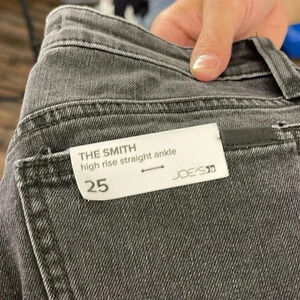 THE SMITH
high rise straight ankle
25
JOE'S